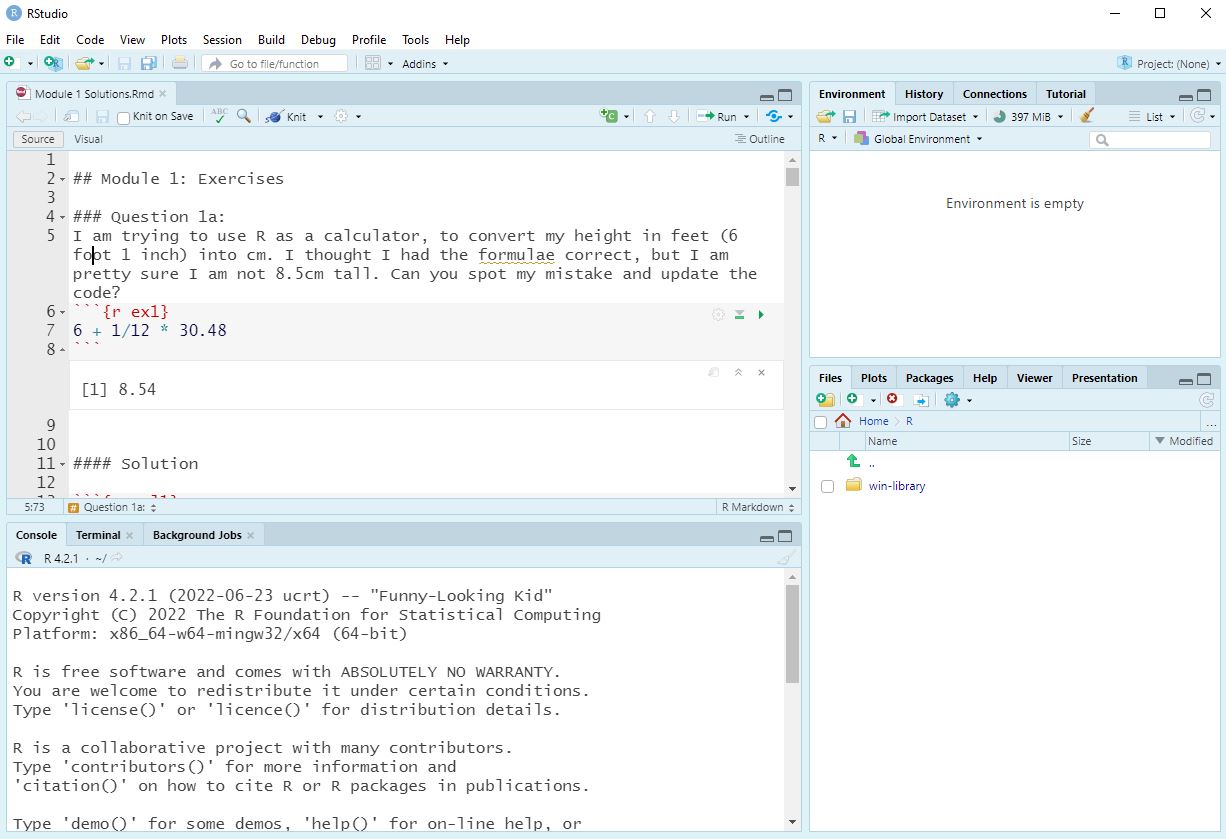 RStudio
File Edit Code View Plots Session Build Debug Profile Tools Help
Go to file/function Addins Project: (None)
Module 1 Solutions.Rmd
Knit on Save ABC Knit Run
Source Visual Outline
1
2 ## Module 1: Exercises
3
4 ### Question 1a:
5 I am trying to use R as a calculator, to convert my height in feet (6
foot 1 inch) into cm. I thought I had the formulae correct, but I am
pretty sure I am not 8.5cm tall. Can you spot my mistake and update the
code?
6 ```{r ex1}
7 6 + 1/12 * 30.48
8 ```
[1] 8.54
9
10
11 #### Solution
12
5:73 # Question 1a: R Markdown
Console Terminal Background Jobs
R R 4.2.1 · ~/
R version 4.2.1 (2022-06-23 ucrt) -- "Funny-Looking Kid"
Copyright (C) 2022 The R Foundation for Statistical Computing
Platform: x86_64-w64-mingw32/x64 (64-bit)
R is free software and comes with ABSOLUTELY NO WARRANTY.
You are welcome to redistribute it under certain conditions.
Type 'license()' or 'licence()' for distribution details.
R is a collaborative project with many contributors.
Type 'contributors()' for more information and
'citation()' on how to cite R or R packages in publications.
Type 'demo()' for some demos, 'help()' for on-line help, or
Environment History Connections Tutorial
Import Dataset 397 MiB List
R Global Environment
Environment is empty
Files Plots Packages Help Viewer Presentation
Home R ...
Name Size Modified
..
win-library